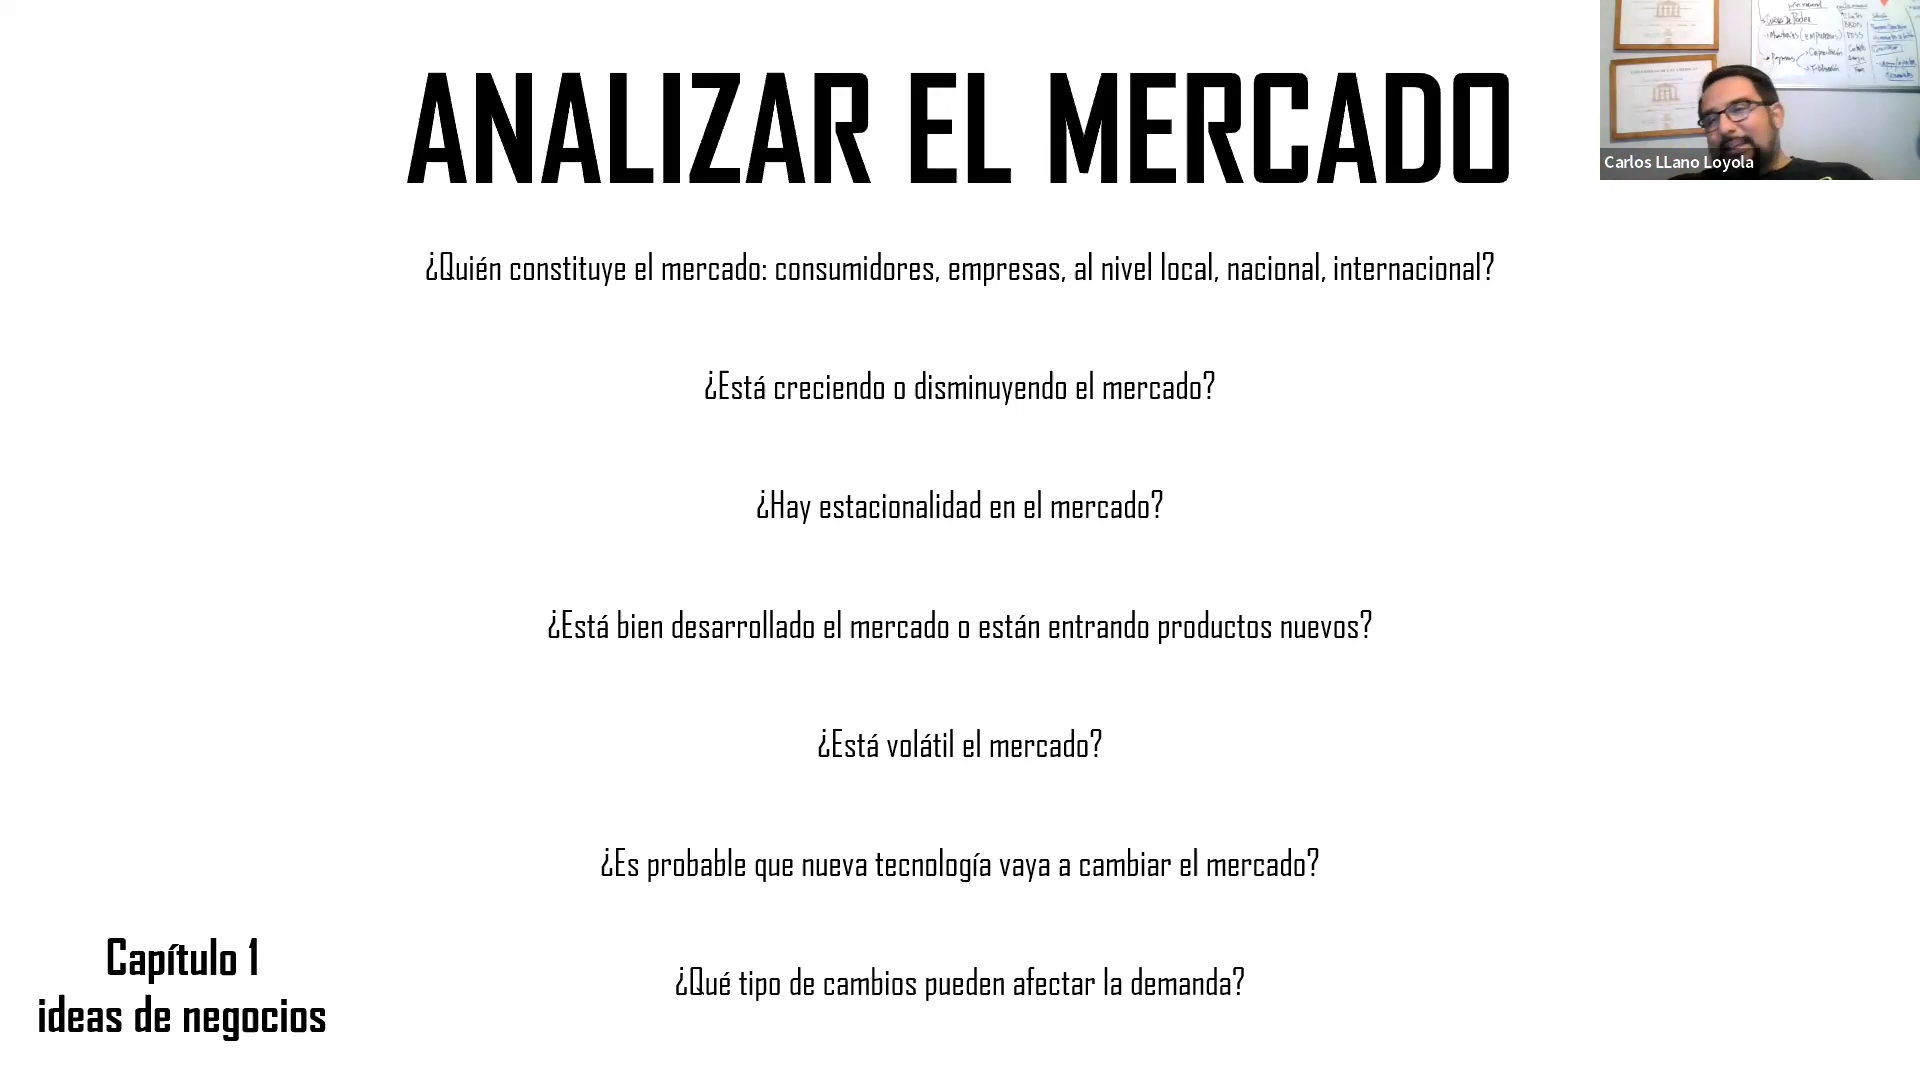 ANALIZAR EL MERCADO
¿Quién constituye el mercado: consumidores, empresas, al nivel local, nacional, internacional?
¿Está creciendo o disminuyendo el mercado?
¿Hay estacionalidad en el mercado?
¿Está bien desarrollado el mercado o están entrando productos nuevos?
¿Está volátil el mercado?
¿Es probable que nueva tecnología vaya a cambiar el mercado?
¿Qué tipo de cambios pueden afectar la demanda?
Capítulo 1
ideas de negocios
Carlos LLano Loyola